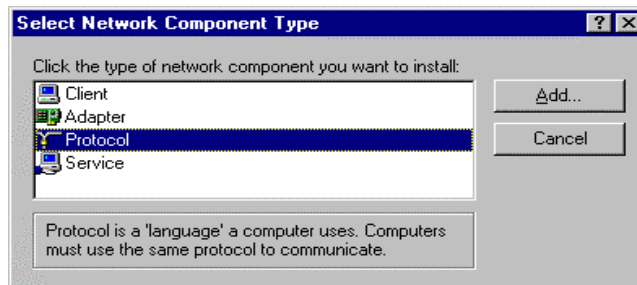 Select Network Component Type
Click the type of network component you want to install:
Client
Adapter
Protocol
Service
Add...
Cancel
Protocol is a 'language' a computer uses. Computers
must use the same protocol to communicate.